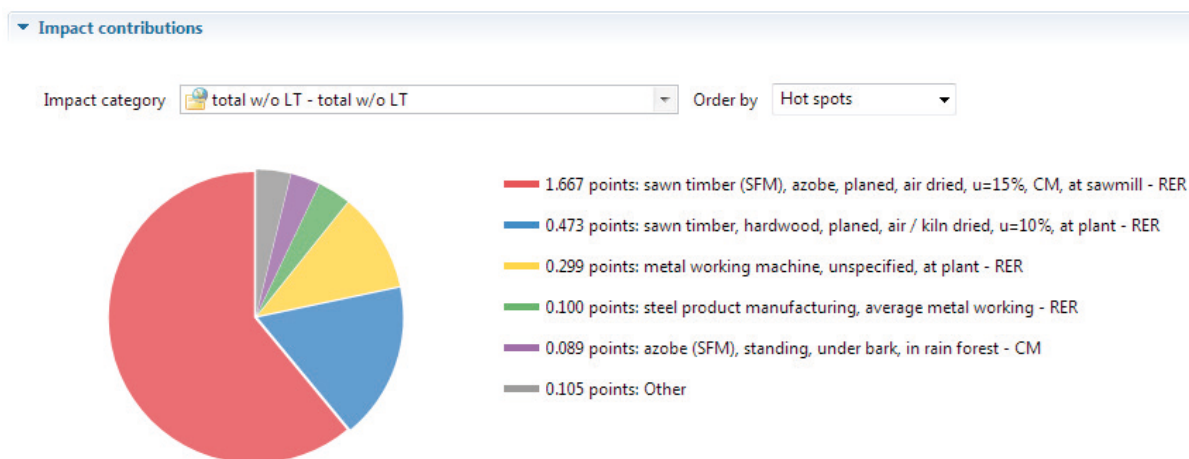 Impact contributions
Impact category total w/o LT - total w/o LT Order by Hot spots
1.667 points: sawn timber (SFM), azobe, planed, air dried, u=15%, CM, at sawmill - RER
0.473 points: sawn timber, hardwood, planed, air / kiln dried, u=10%, at plant - RER
0.299 points: metal working machine, unspecified, at plant - RER
0.100 points: steel product manufacturing, average metal working - RER
0.089 points: azobe (SFM), standing, under bark, in rain forest - CM
0.105 points: Other